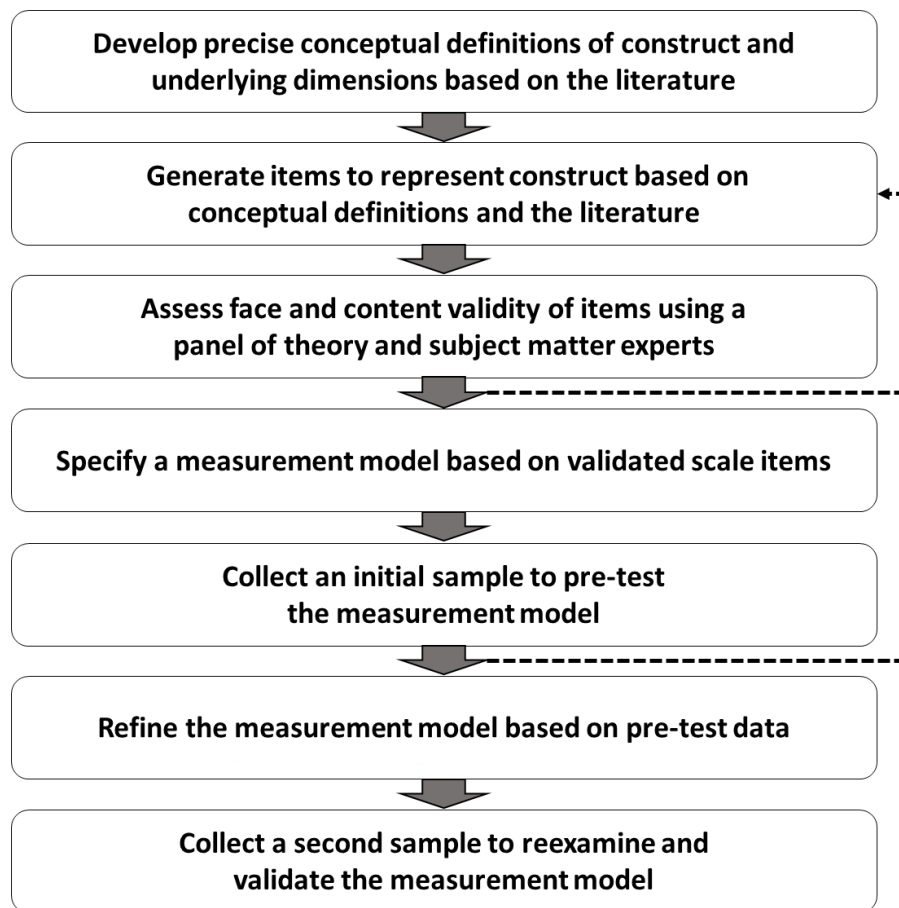 Develop precise conceptual definitions of construct and
underlying dimensions based on the literature
Generate items to represent construct based on
conceptual definitions and the literature
Assess face and content validity of items using a
panel of theory and subject matter experts
Specify a measurement model based on validated scale items
Collect an initial sample to pre-test
the measurement model
Refine the measurement model based on pre-test data
Collect a second sample to reexamine and
validate the measurement model